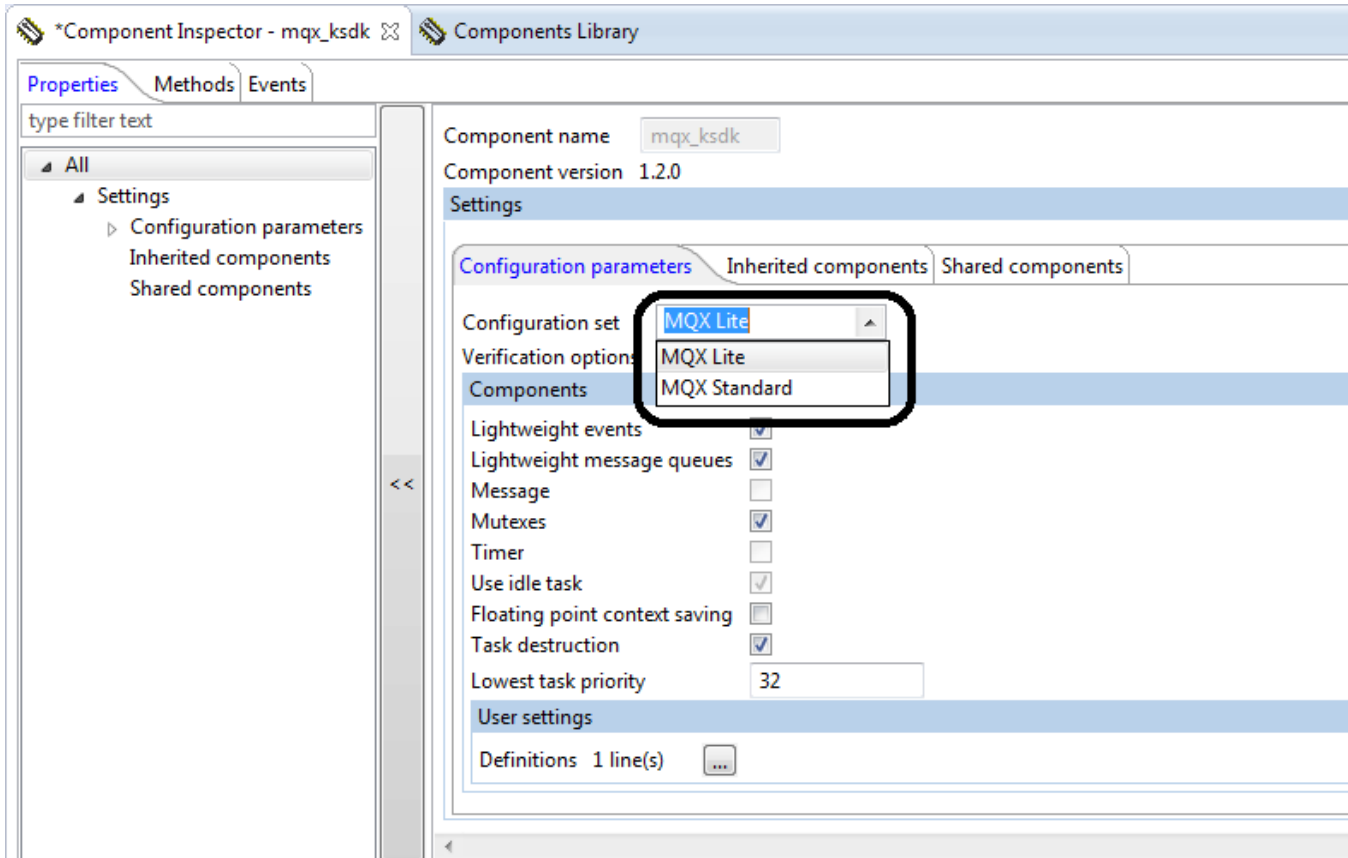 *Component Inspector - mqx_ksdk Components Library
Properties Methods Events
type filter text
All
Settings
Configuration parameters
Inherited components
Shared components
<<
Component name mqx_ksdk
Component version 1.2.0
Settings
Configuration parameters Inherited components Shared components
Configuration set MQX Lite
Verification option
MQX Lite
MQX Standard
Components
Lightweight events
Lightweight message queues
Message
Mutexes
Timer
Use idle task
Floating point context saving
Task destruction
Lowest task priority 32
User settings
Definitions 1 line(s) ...